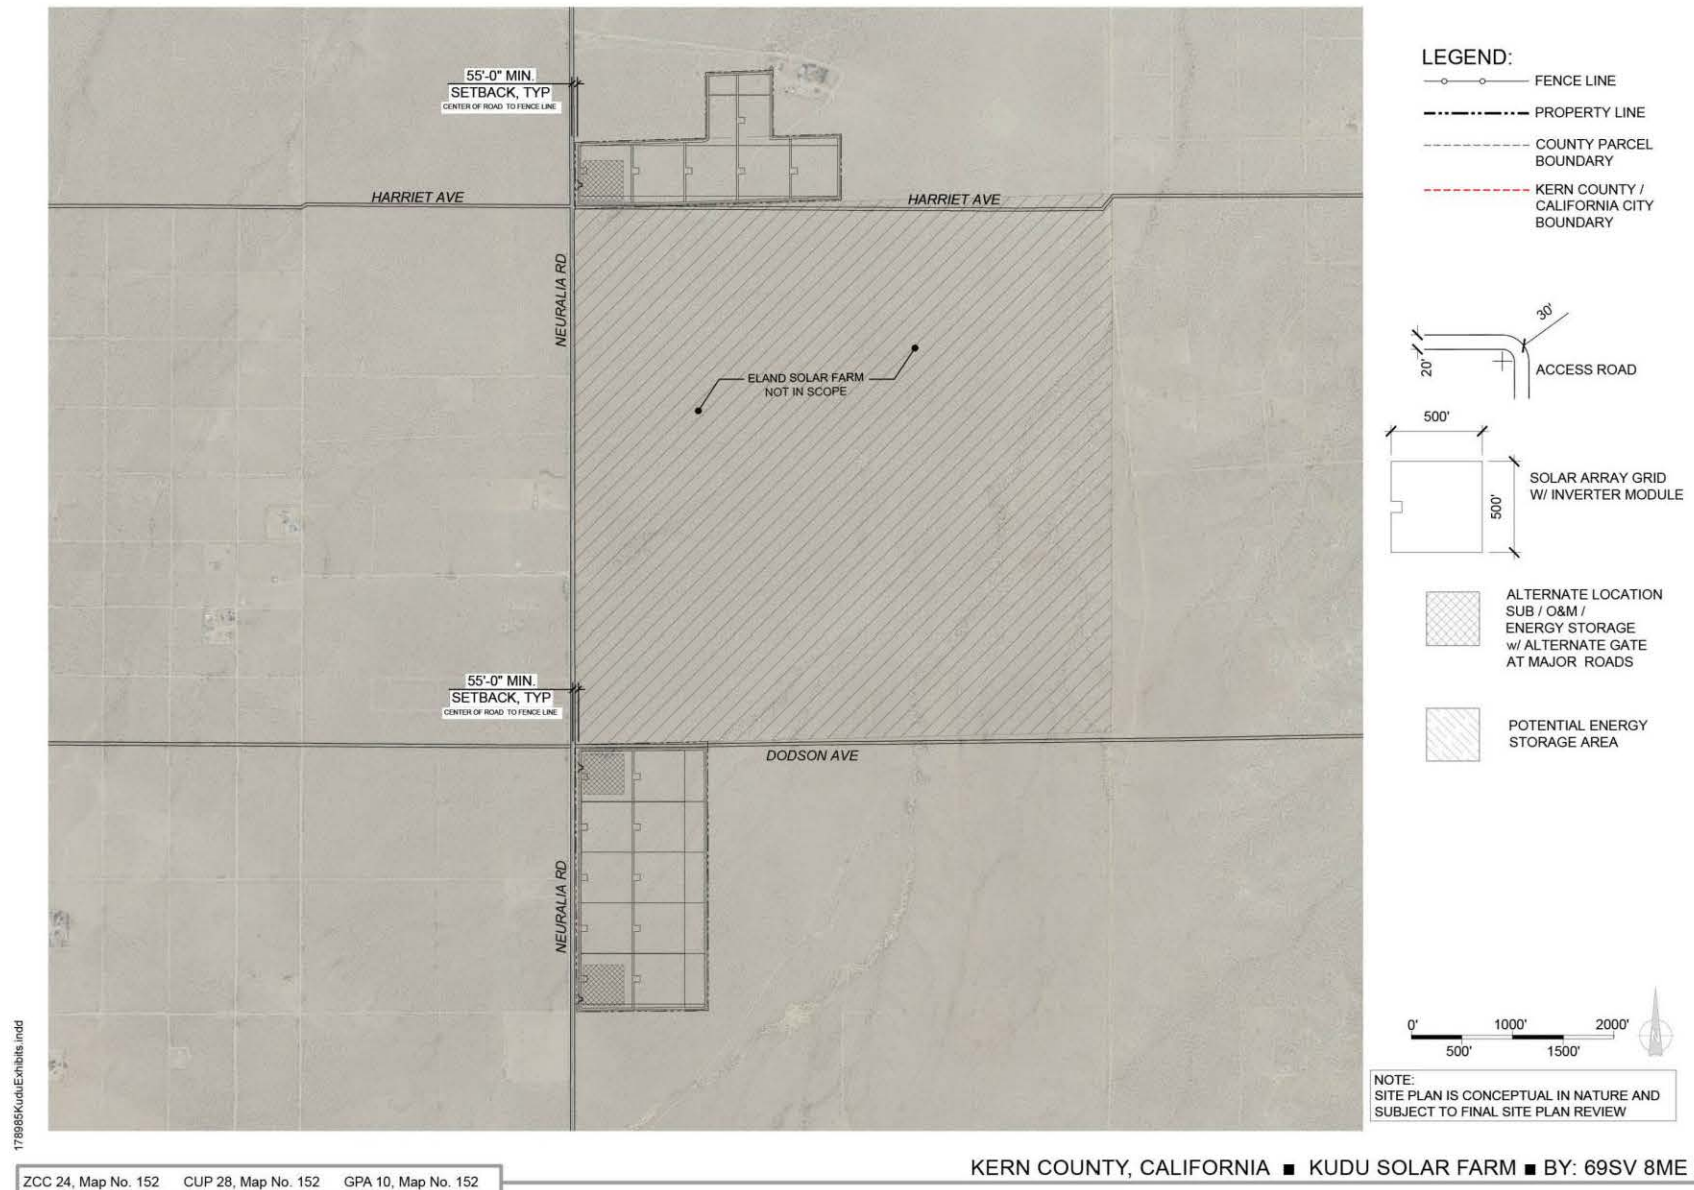 55'-0" MIN.
SETBACK, TYP
CENTER OF ROAD TO FENCE LINE
HARRIET AVE
HARRIET AVE
NEURALIA RD
ELAND SOLAR FARM
NOT IN SCOPE
55'-0" MIN.
SETBACK, TYP
CENTER OF ROAD TO FENCE LINE
DODSON AVE
NEURALIA RD
LEGEND:
FENCE LINE
PROPERTY LINE
COUNTY PARCEL
BOUNDARY
KERN COUNTY /
CALIFORNIA CITY
BOUNDARY
30'
20'
ACCESS ROAD
500'
500'
SOLAR ARRAY GRID
W/ INVERTER MODULE
ALTERNATE LOCATION
SUB / O&M /
ENERGY STORAGE
w/ ALTERNATE GATE
AT MAJOR ROADS
POTENTIAL ENERGY
STORAGE AREA
0' 1000' 2000'
500' 1500'
NOTE:
SITE PLAN IS CONCEPTUAL IN NATURE AND
SUBJECT TO FINAL SITE PLAN REVIEW
178985KuduExhibits.indd
KERN COUNTY, CALIFORNIA ■ KUDU SOLAR FARM ■ BY: 69SV 8ME
ZCC 24, Map No. 152 CUP 28, Map No. 152 GPA 10, Map No. 152